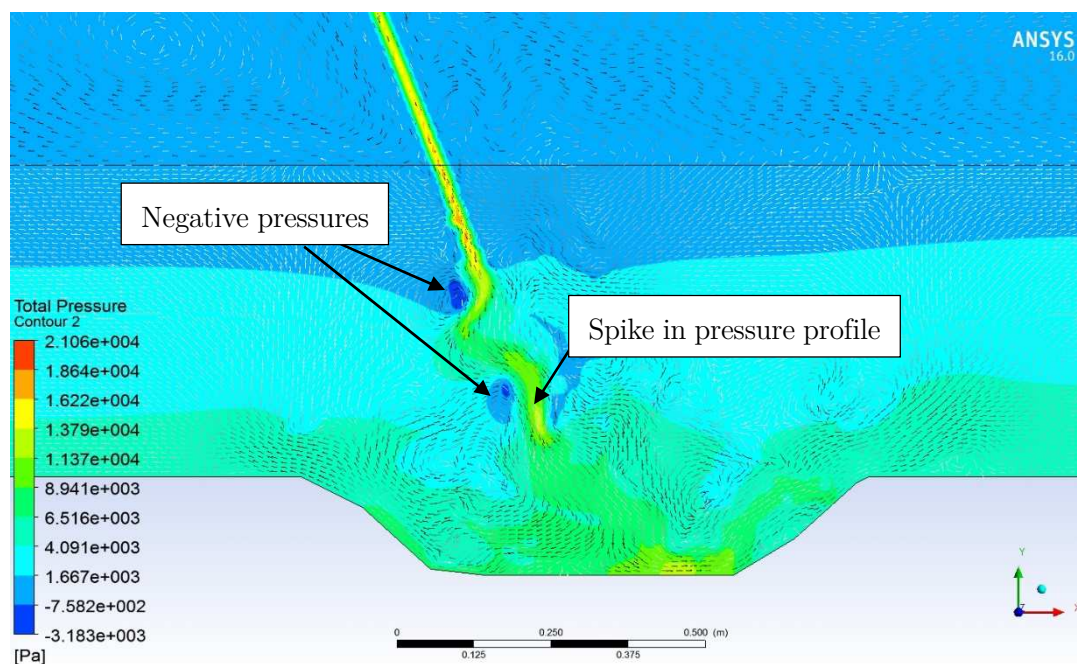 ANSYS
16.0
Negative pressures
Spike in pressure profile
Total Pressure
Contour 2
2.106e+004
1.864e+004
1.622e+004
1.379e+004
1.137e+004
8.941e+003
6.516e+003
4.091e+003
1.667e+003
-7.582e+002
-3.183e+003
[Pa]
0 0.250 0.500 (m)
0.125 0.375
Y
Z X